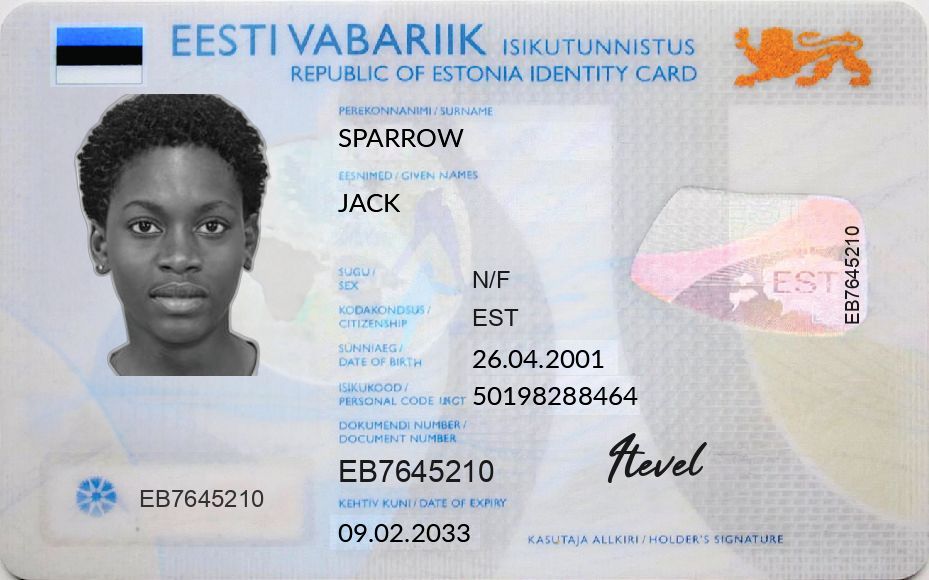 EESTI VABARIIK ISIKUTUNNISTUS
REPUBLIC OF ESTONIA IDENTITY CARD
PEREKONNANIMI / SURNAME
SPARROW
EESNIMED / GIVEN NAMES
JACK
SUGU / SEX
N/F
KODAKONDSUS / CITIZENSHIP
EST
SÜNNIAEG / DATE OF BIRTH
26.04.2001
ISIKUKOOD / PERSONAL CODE
50198288464
DOKUMENDI NUMBER / DOCUMENT NUMBER
EB7645210
KEHTIV KUNI / DATE OF EXPIRY
09.02.2033
EB7645210
EST
EB7645210
Itevel
KASUTAJA ALLKIRI / HOLDER'S SIGNATURE